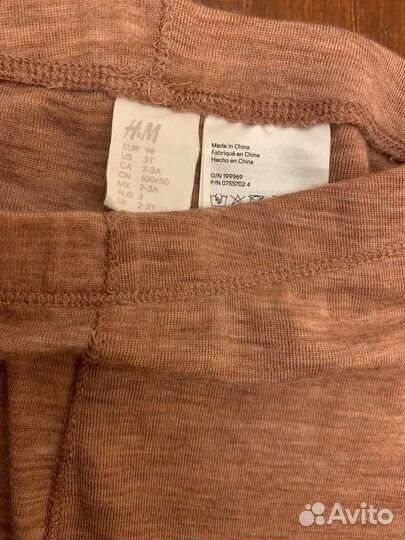 H&M
EUR 98
US 3T
CA 2-3A
CN 100/50
MX 2-3A
AUS 3
UK 2-3Y
Made in China
Fabriqué en Chine
Hecho en China
O/N 199969
P/N 0755702 4
Avito